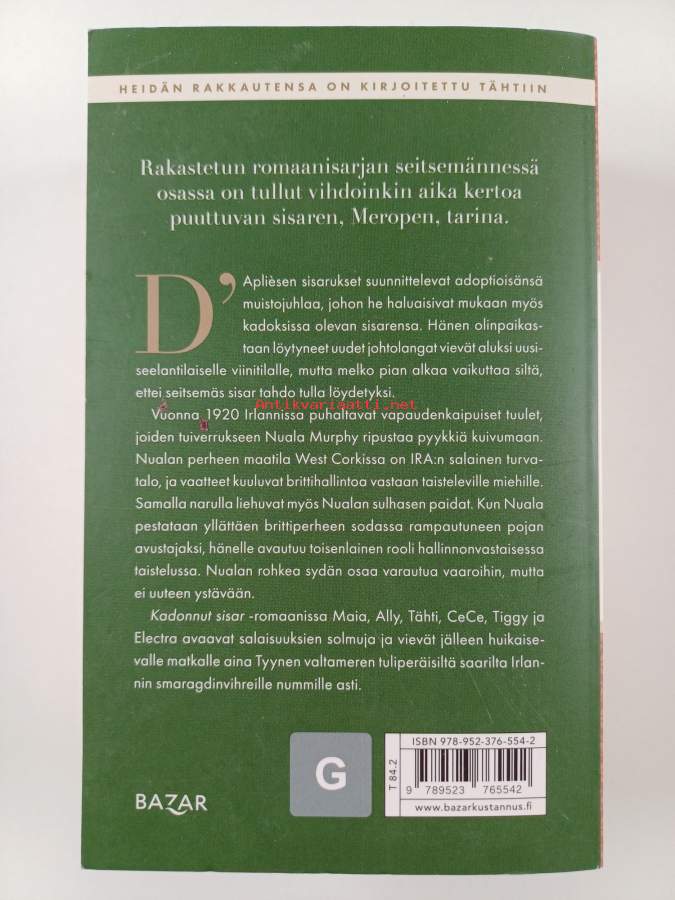 HEIDÄN RAKKAUTENSA ON KIRJOITETTU TÄHTIIN
Rakastetun romaanisarjan seitsemännessä
osassa on tullut vihdoinkin aika kertoa
puuttuvan sisaren, Meropen, tarina.
D’Aplièsen sisarukset suunnittelevat adoptioisänsä
muistojuhlaa, johon he haluaisivat mukaan myös
kadoksissa olevan sisarensa. Hänen olinpaikas-
taan löytyneet uudet johtolangat vievät aluksi uusi-
seelantilaiselle viinitilalle, mutta melko pian alkaa vaikuttaa siltä,
ettei seitsemäs sisar tahdo tulla löydetyksi.
Antikvariaatti.net
Vuonna 1920 Irlannissa puhaltavat vapaudenkaipuiset tuulet,
joiden tuiverrukseen Nuala Murphy ripustaa pyykkiä kuivumaan.
Nualan perheen maatila West Corkissa on IRA:n salainen turva-
talo, ja vaatteet kuuluvat brittihallintoa vastaan taisteleville miehille.
Samalla narulla liehuvat myös Nualan sulhasen paidat. Kun Nuala
pestataan yllättäen brittiperheen sodassa rampautuneen pojan
avustajaksi, hänelle avautuu toisenlainen rooli hallinnonvastaisessa
taistelussa. Nualan rohkea sydän osaa varautua vaaroihin, mutta
ei uuteen ystävään.
Kadonnut sisar -romaanissa Maia, Ally, Tähti, CeCe, Tiggy ja
Electra avaavat salaisuuksien solmuja ja vievät jälleen huikaise-
valle matkalle aina Tyynen valtameren tuliperäisiltä saarilta Irlan-
nin smaragdinvihreille nummille asti.
BAZAR
G
T 84.2
ISBN 978-952-376-554-2
9 789523 765542
www.bazarkustannus.fi